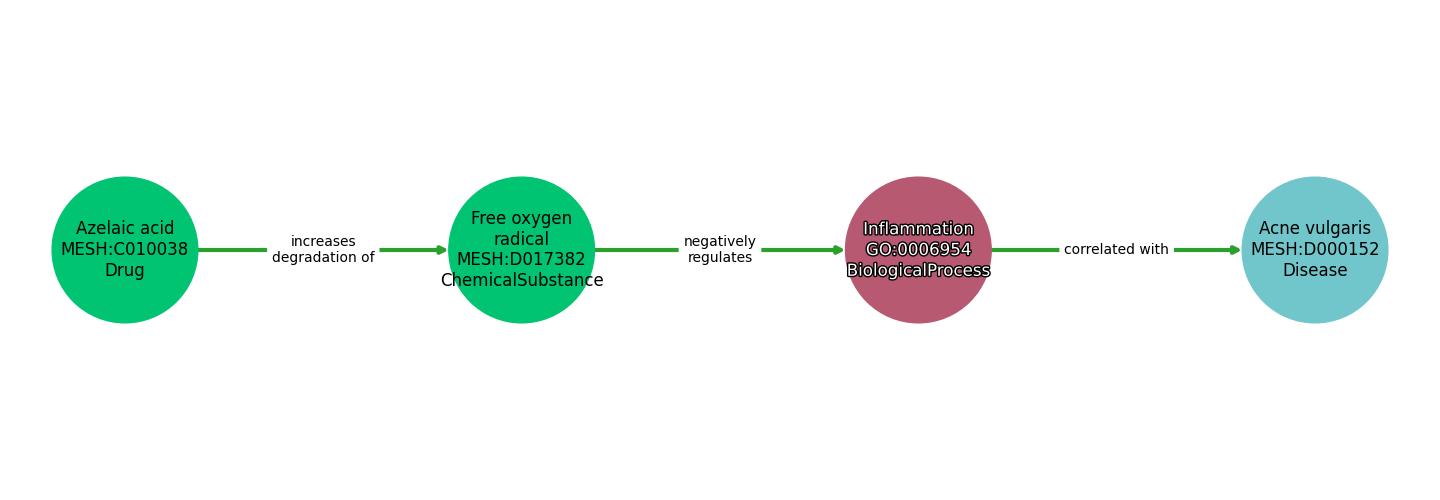 Azelaic acid
MESH:C010038
Drug
increases
degradation of
Free oxygen
radical
MESH:D017382
ChemicalSubstance
negatively
regulates
Inflammation
GO:0006954
BiologicalProcess
correlated with
Acne vulgaris
MESH:D000152
Disease